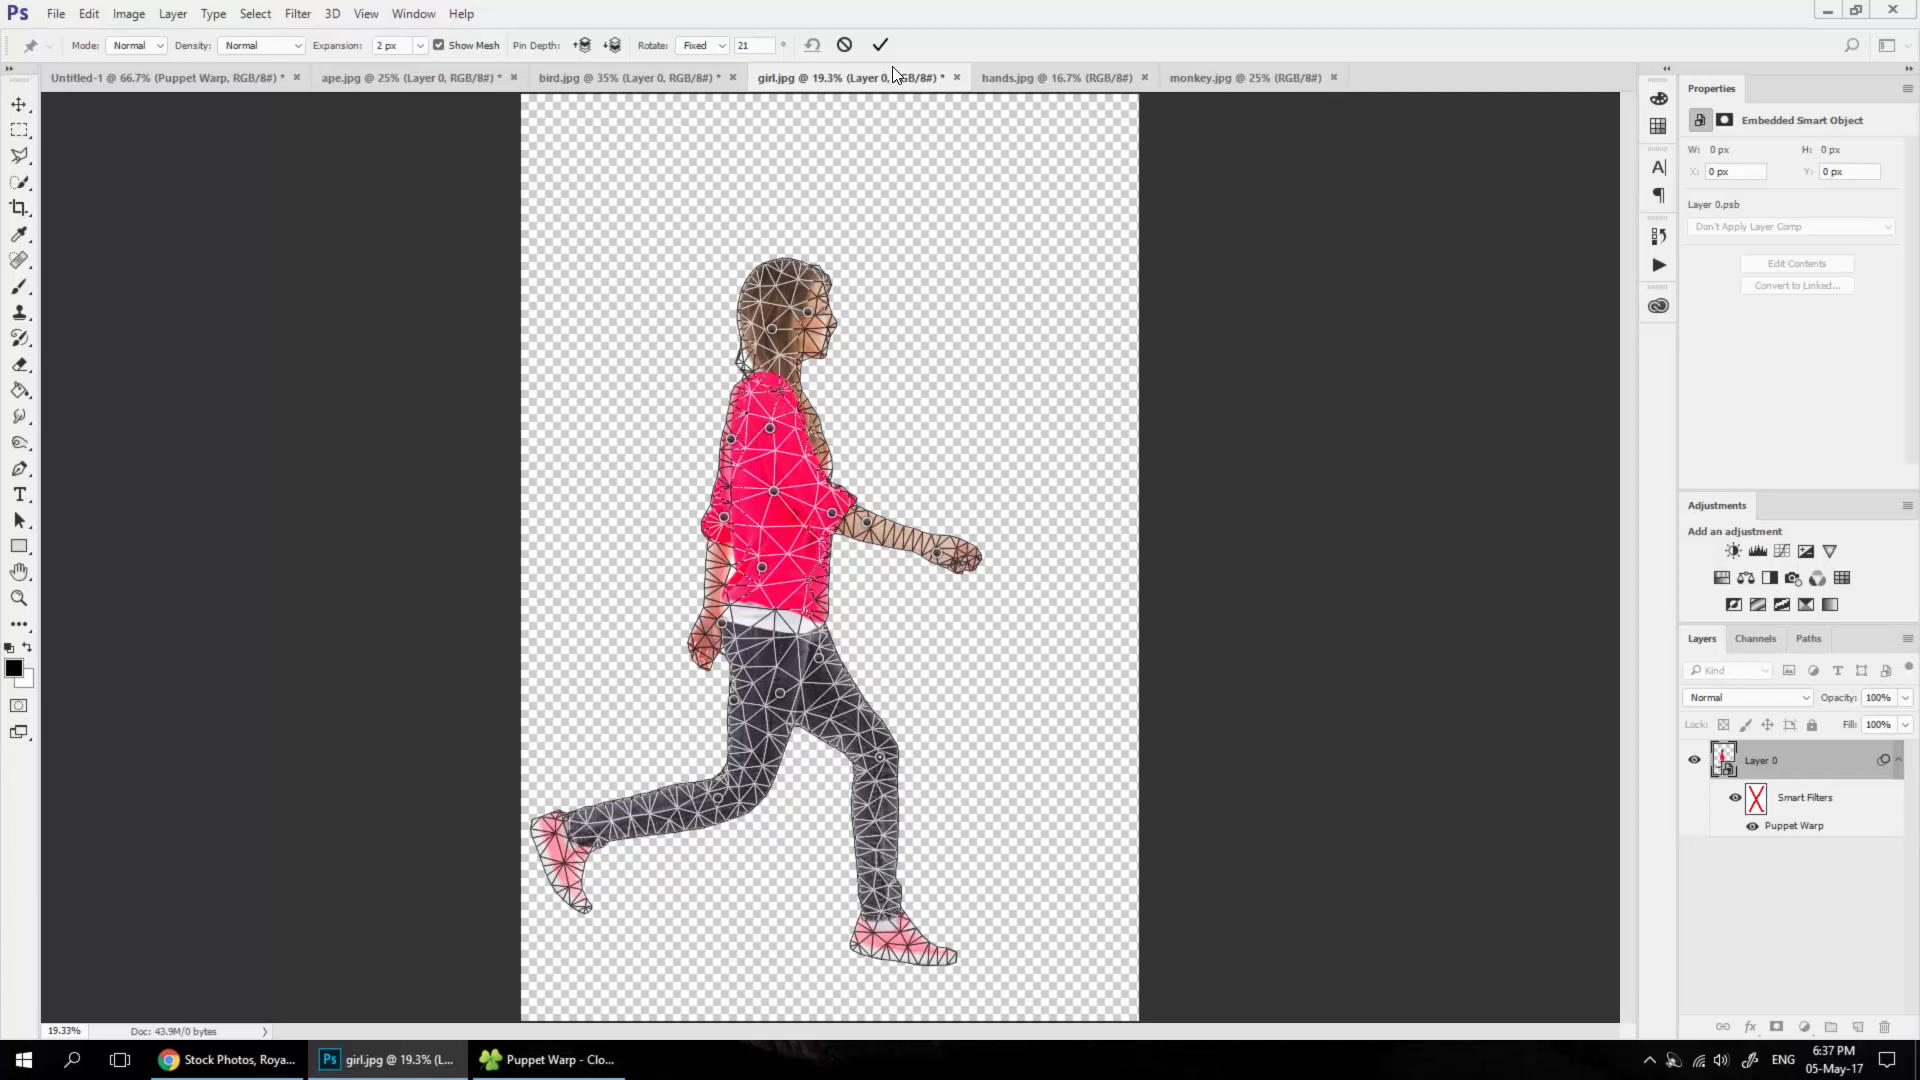 Ps File Edit Image Layer Type Select Filter 3D View Window Help
Mode: Normal Density: Normal Expansion: 2 px Show Mesh Pin Depth: Rotate: Fixed 21 °
Untitled-1 @ 66.7% (Puppet Warp, RGB/8#) * ape.jpg @ 25% (Layer 0, RGB/8#) * bird.jpg @ 35% (Layer 0, RGB/8#) * girl.jpg @ 19.3% (Layer 0, RGB/8#) * hands.jpg @ 16.7% (RGB/8#) monkey.jpg @ 25% (RGB/8#)
Properties
Embedded Smart Object
W: 0 px H: 0 px
X: 0 px Y: 0 px
Layer 0.psb
Don't Apply Layer Comp
Edit Contents
Convert to Linked...
Adjustments
Add an adjustment
Layers Channels Paths
Kind
Normal Opacity: 100%
Lock: Fill: 100%
Layer 0
Smart Filters
Puppet Warp
19.33% Doc: 43.9M/0 bytes
Stock Photos, Roya... Ps girl.jpg @ 19.3% (L... Puppet Warp - Clo... ENG
6:37 PM
05-May-17